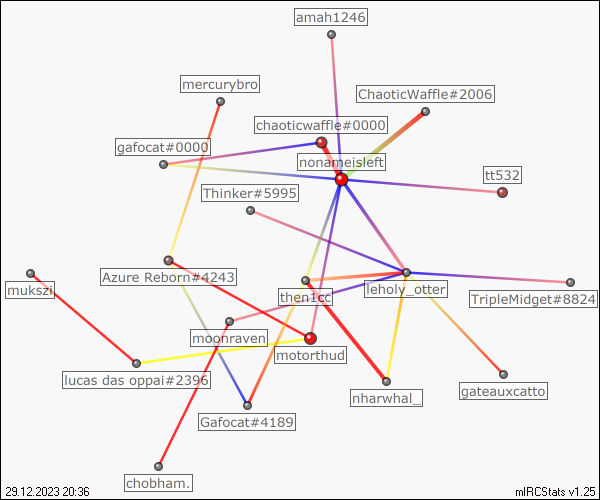 amah1246
mercurybro
ChaoticWaffle#2006
chaoticwaffle#0000
gafocat#0000
nonameisleft
Thinker#5995
tt532
Azure Reborn#4243
mukszi
then1cc
leholy_otter
TripleMidget#8824
moonraven
motorthud
lucas das oppai#2396
nharwhal_
gateauxcatto
Gafocat#4189
chobham.
29.12.2023 20:36
mIRCStats v1.25